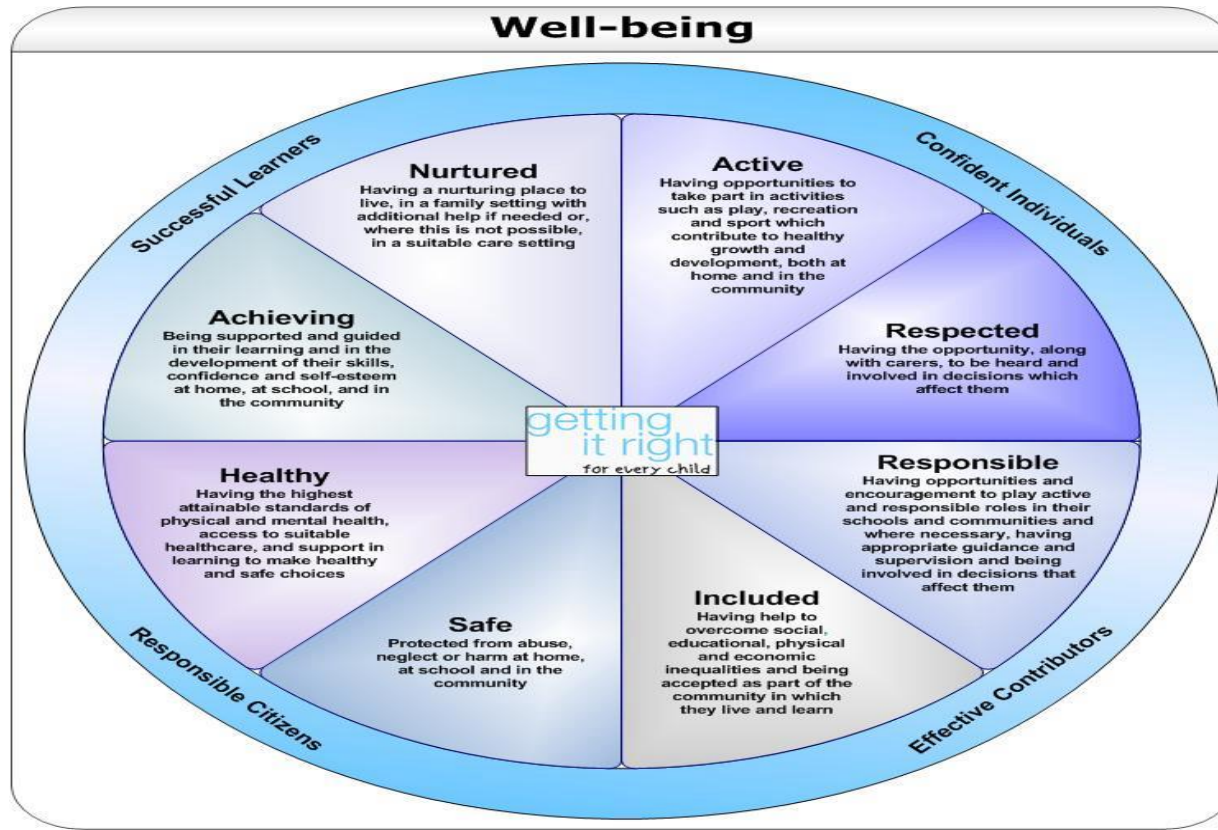 Well-being
Successful Learners
Confident Individuals
Nurtured
Having a nurturing place to
live, in a family setting with
additional help if needed or,
where this is not possible,
in a suitable care setting
Active
Having opportunities to
take part in activities
such as play, recreation
and sport which
contribute to healthy
growth and
development, both at
home and in the
community
Achieving
Being supported and guided
in their learning and in the
development of their skills,
confidence and self-esteem
at home, at school, and in
the community
Respected
Having the opportunity, along
with carers, to be heard and
involved in decisions which
affect them
getting
it right
for every child
Healthy
Having the highest
attainable standards of
physical and mental health,
access to suitable
healthcare, and support in
learning to make healthy
and safe choices
Responsible
Having opportunities and
encouragement to play active
and responsible roles in their
schools and communities and
where necessary, having
appropriate guidance and
supervision and being
involved in decisions that
affect them
Safe
Protected from abuse,
neglect or harm at home,
at school and in the
community
Included
Having help to
overcome social,
educational, physical
and economic
inequalities and being
accepted as part of the
community in which
they live and learn
Responsible Citizens
Effective Contributors